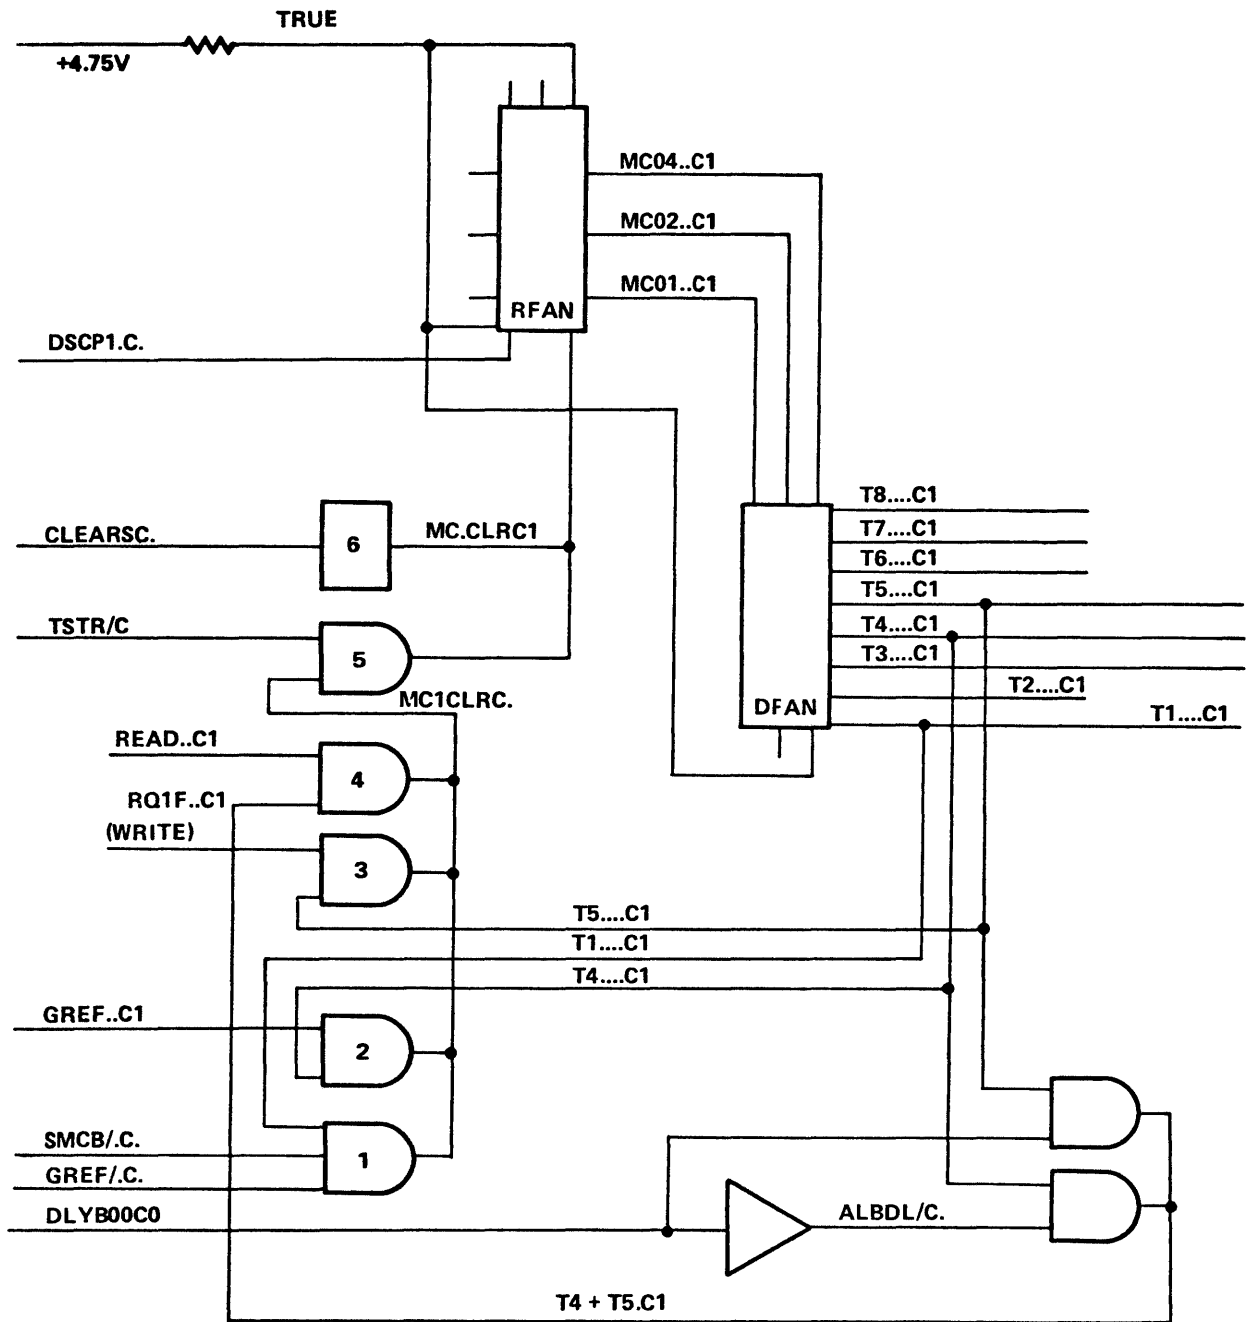 TRUE
+4.75V
MC04..C1
MC02..C1
MC01..C1
RFAN
DSCP1.C.
T8....C1
T7....C1
T6....C1
T5....C1
T4....C1
T3....C1
T2....C1
T1....C1
DFAN
CLEARSC.
6
MC.CLRC1
TSTR/C
5
MC1CLRC.
READ..C1
4
RQ1F..C1
(WRITE)
3
T5....C1
T1....C1
T4....C1
GREF..C1
2
SMCB/.C.
1
GREF/.C.
DLYB00C0
ALBDL/C.
T4 + T5.C1